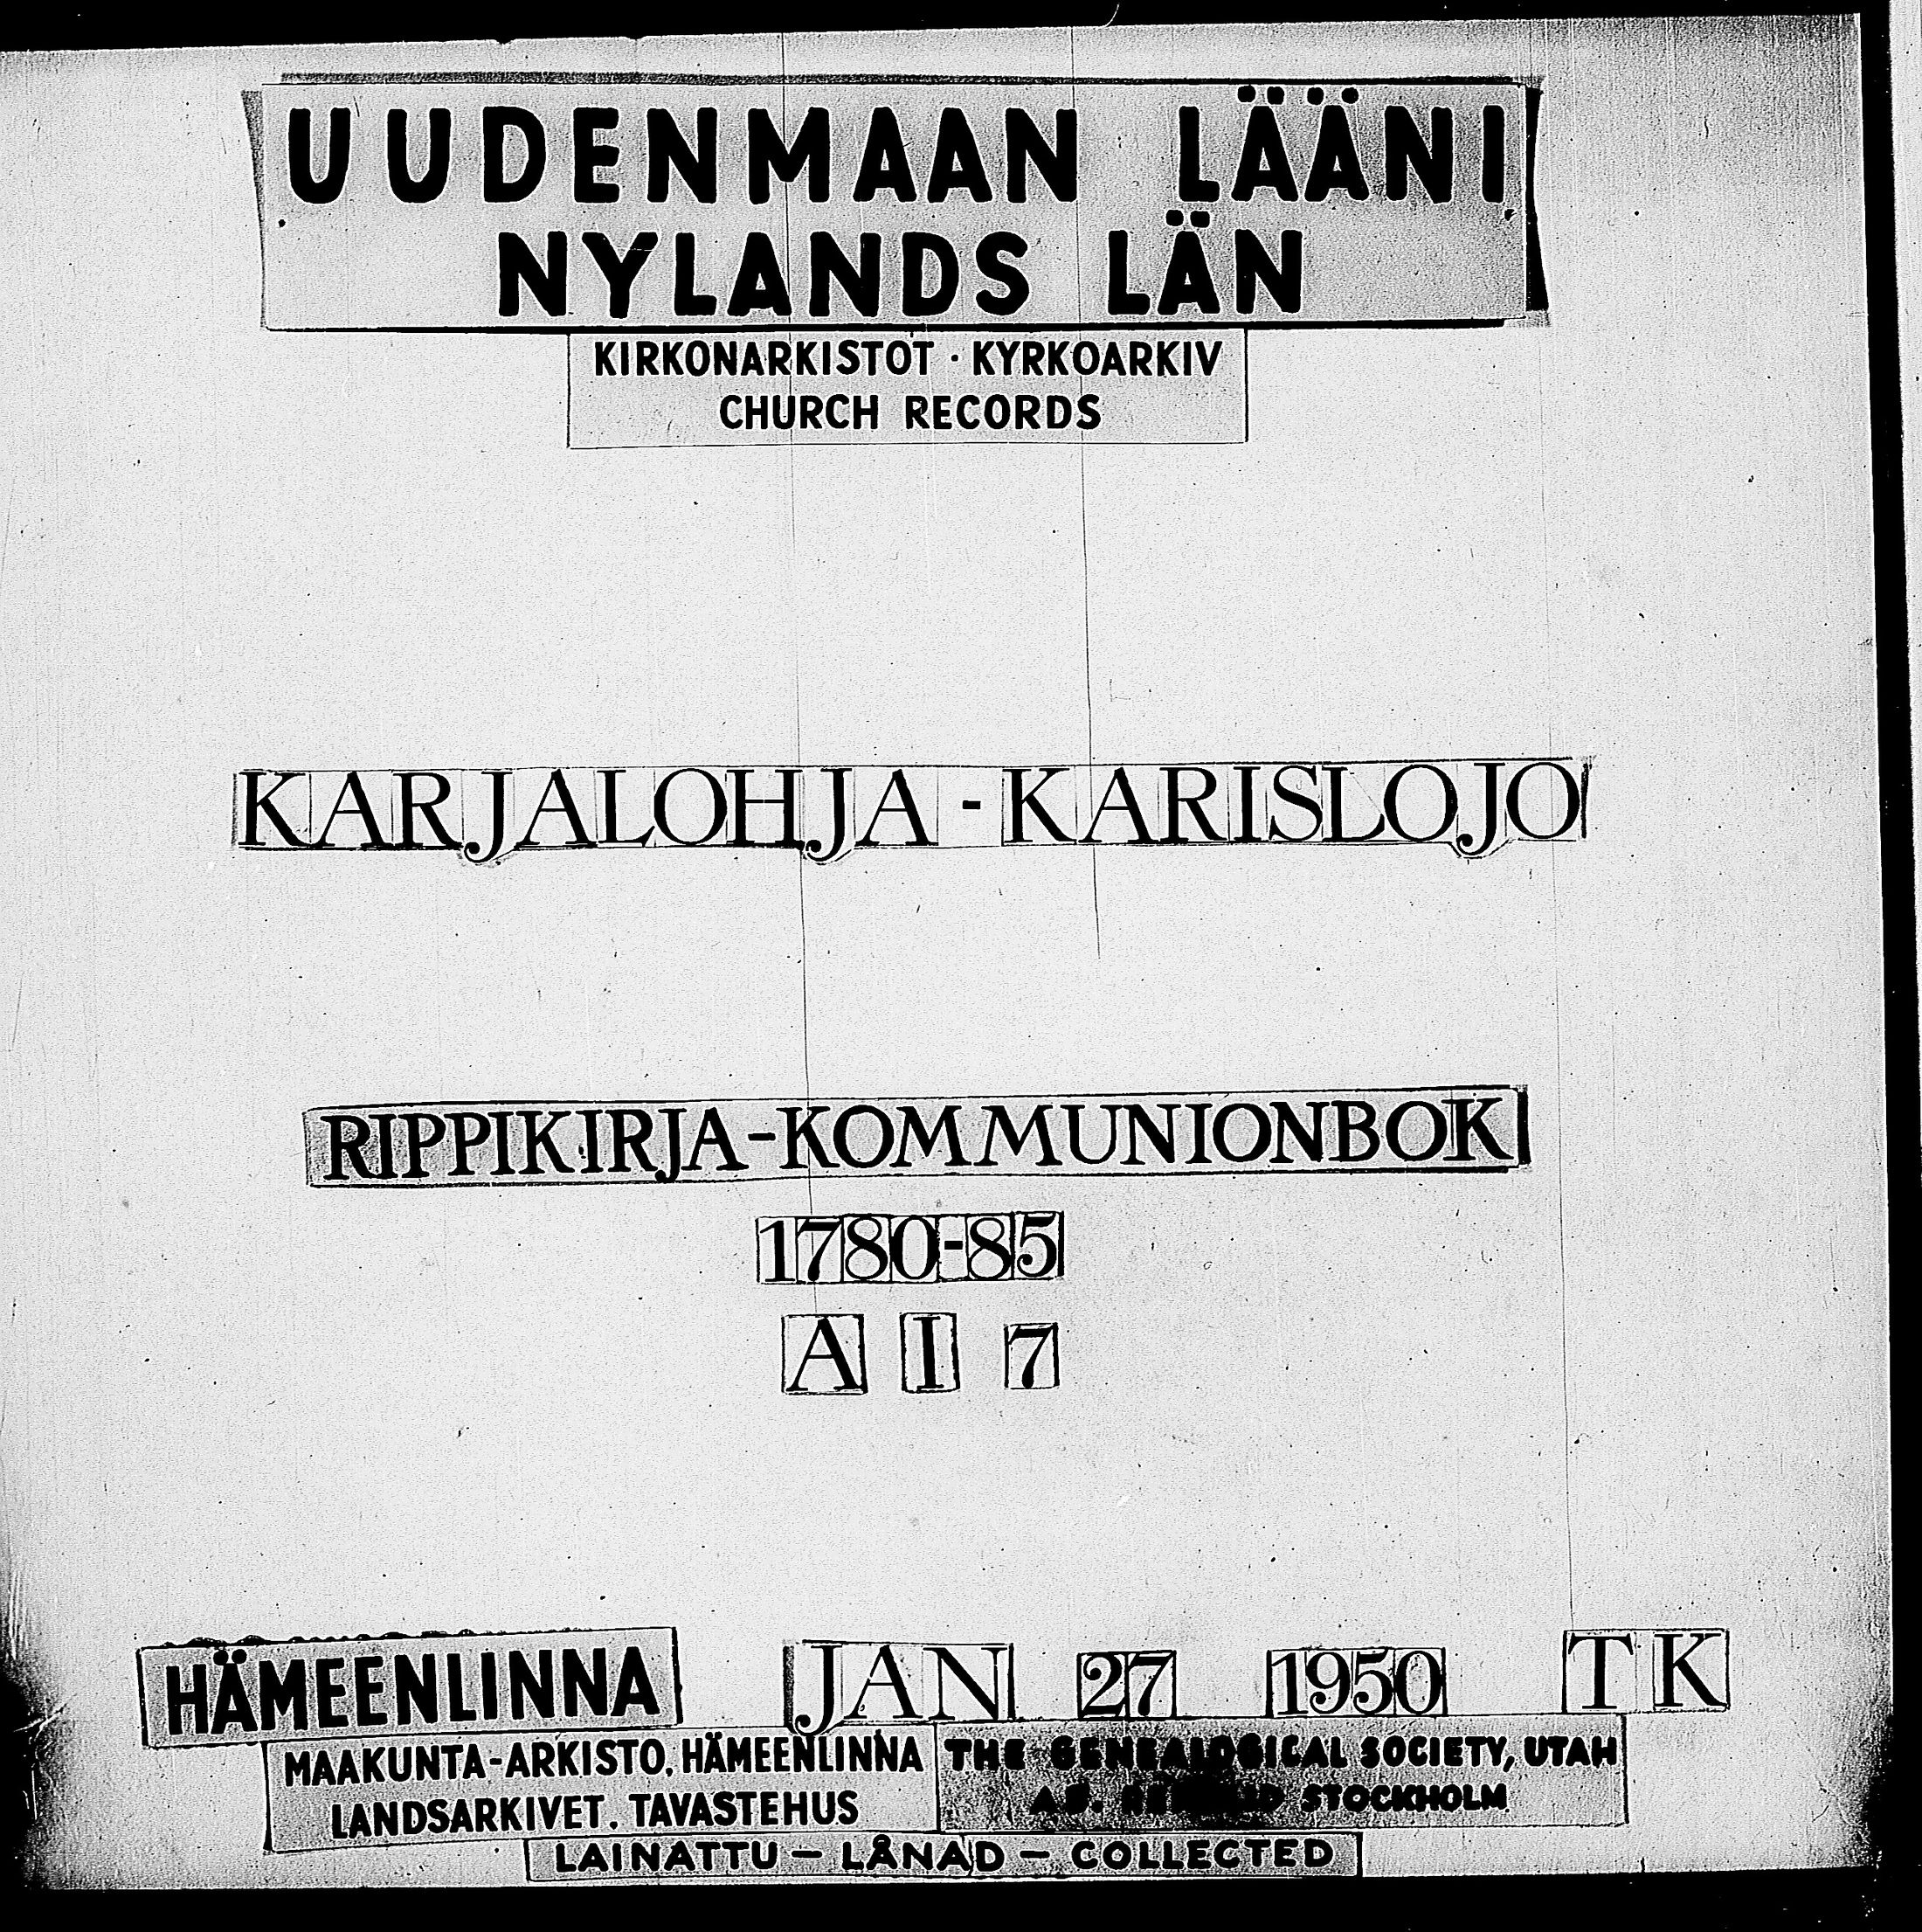 UUDENMAAN LÄÄNI
NYLANDS LÄN
KIRKONARKISTOT · KYRKOARKIV
CHURCH RECORDS
KARJALOHJA - KARISLOJO
RIPPIKIRJA-KOMMUNIONBOK
1780-85
A I 7
HÄMEENLINNA JAN 27 1950 TK
MAAKUNTA-ARKISTO, HÄMEENLINNA
LANDSARKIVET. TAVASTEHUS
THE GENEALOGICAL SOCIETY, UTAH
STOCKHOLM
LAINATTU - LÅNAD - COLLECTED